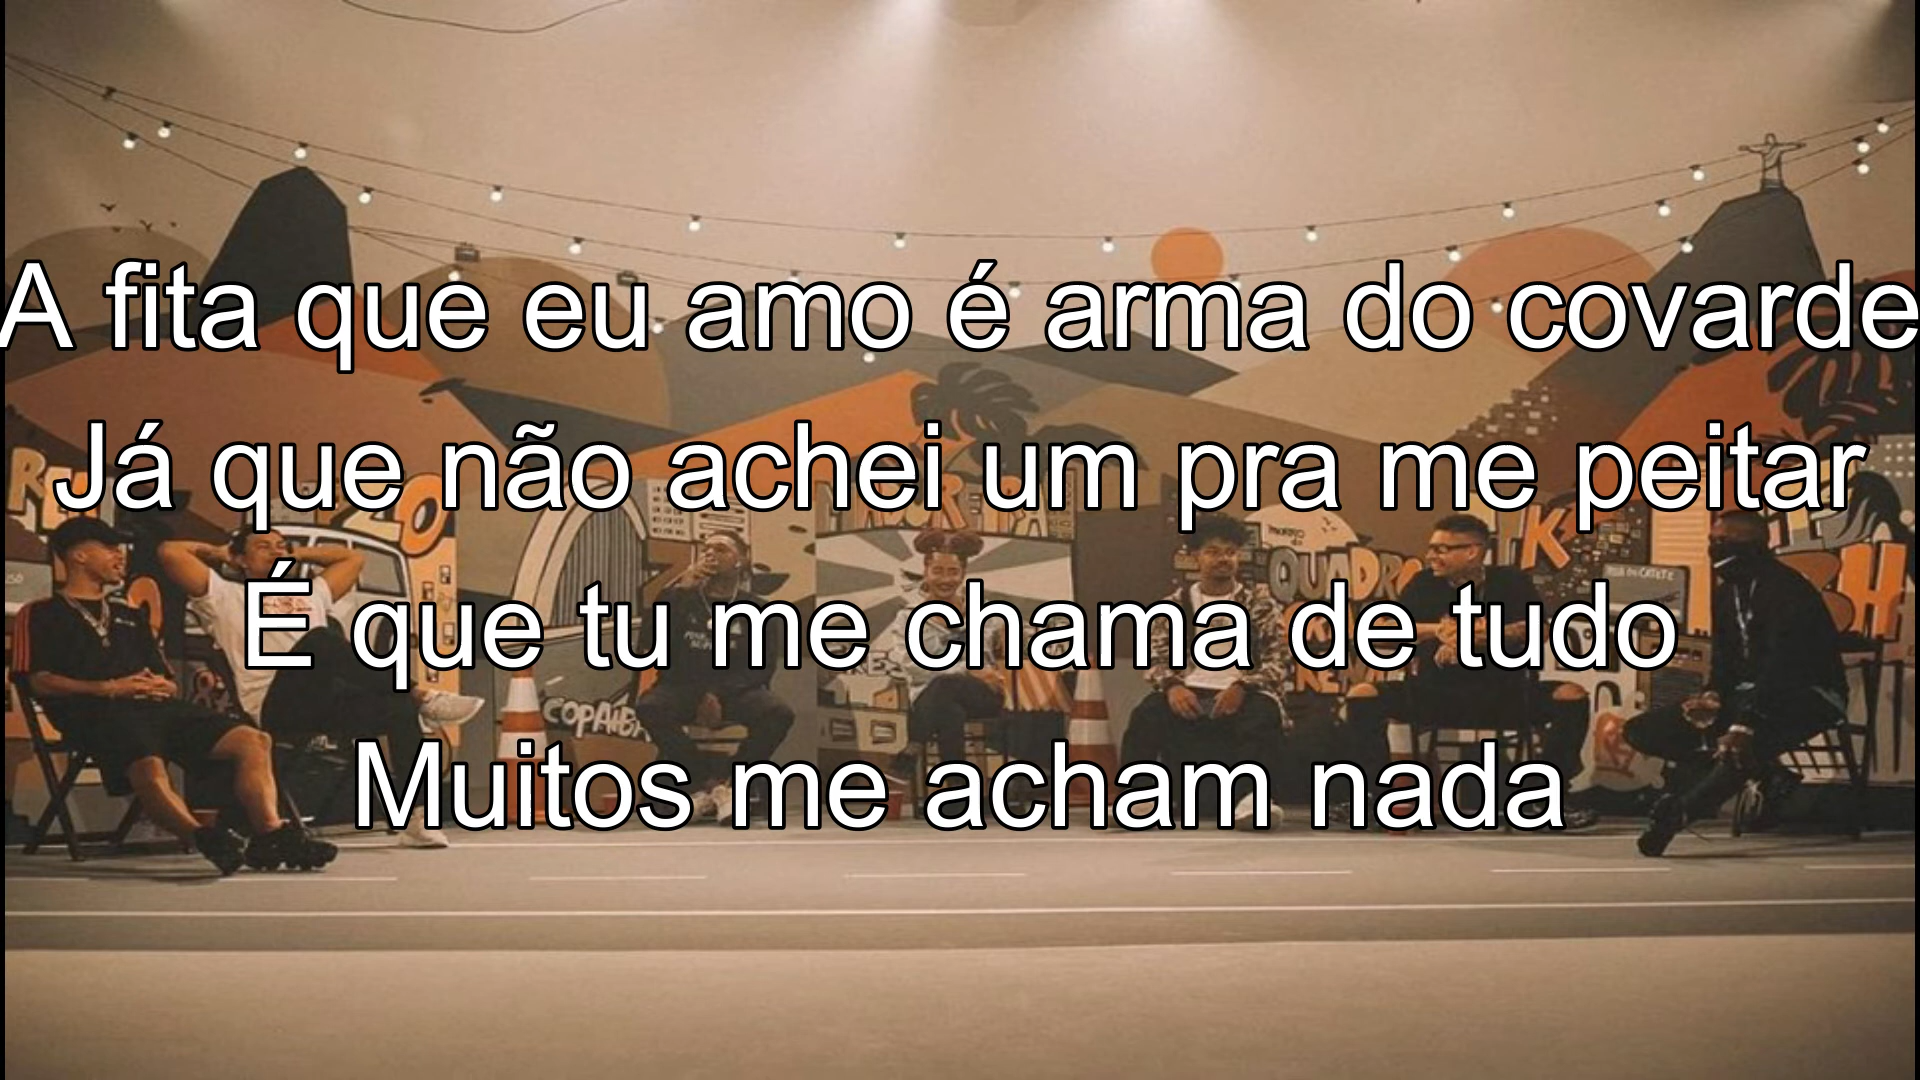 A fita que eu amo é arma do covarde
Já que não achei um pra me peitar
É que tu me chama de tudo
Muitos me acham nada
COPAIBA